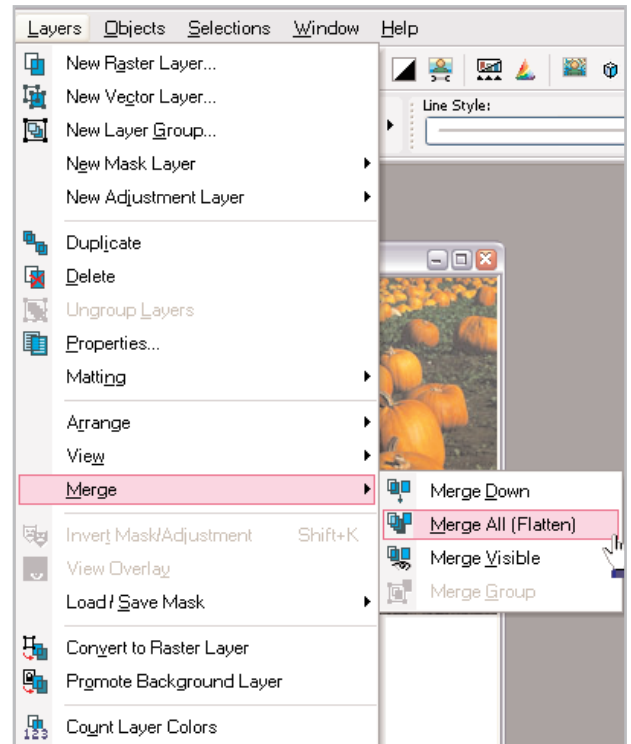 Layers Objects Selections Window Help
New Raster Layer...
New Vector Layer...
Line Style:
New Layer Group...
New Mask Layer
New Adjustment Layer
Duplicate
Delete
Ungroup Layers
Properties...
Matting
Arrange
View
Merge
Merge Down
Merge All (Flatten)
Merge Visible
Merge Group
Invert Mask/Adjustment Shift+K
View Overlay
Load / Save Mask
Convert to Raster Layer
Promote Background Layer
123
Count Layer Colors